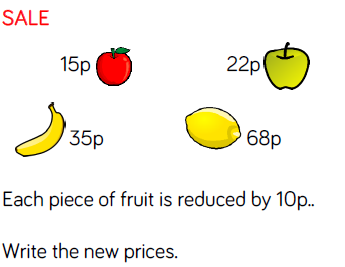 SALE
15p 22p
35p 68p
Each piece of fruit is reduced by 10p..
Write the new prices.